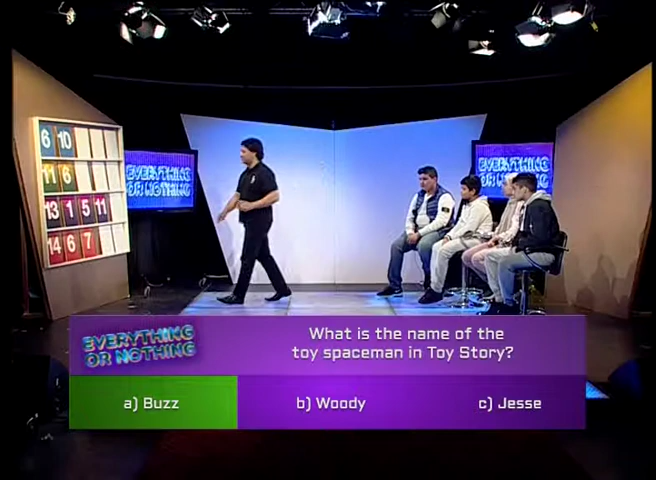 6 10
11 6
13 1 5 11
14 6 7
EVERYTHING
OR NOTHING
EVERYTHING
OR NOTHING
EVERYTHING
OR NOTHING
What is the name of the
toy spaceman in Toy Story?
a) Buzz
b) Woody
c) Jesse